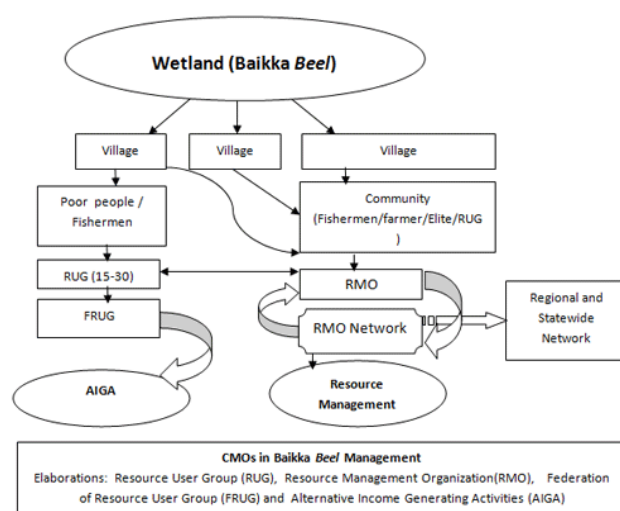 Wetland (Baikka Beel)
Village
Village
Village
Poor people /
Fishermen
Community
(Fishermen/farmer/Elite/RUG
)
RUG (15-30)
RMO
FRUG
RMO Network
Regional and
Statewide
Network
AIGA
Resource
Management
CMOs in Baikka Beel Management
Elaborations: Resource User Group (RUG), Resource Management Organization(RMO), Federation
of Resource User Group (FRUG) and Alternative Income Generating Activities (AIGA)